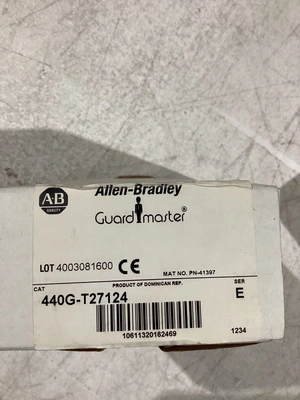 A-B
Allen-Bradley
Guardmaster®
LOT 4003081600 CE
MAT NO. PN-41397
PRODUCT OF DOMINICAN REP.
CAT SER
440G-T27124 E
10611320162469
1234